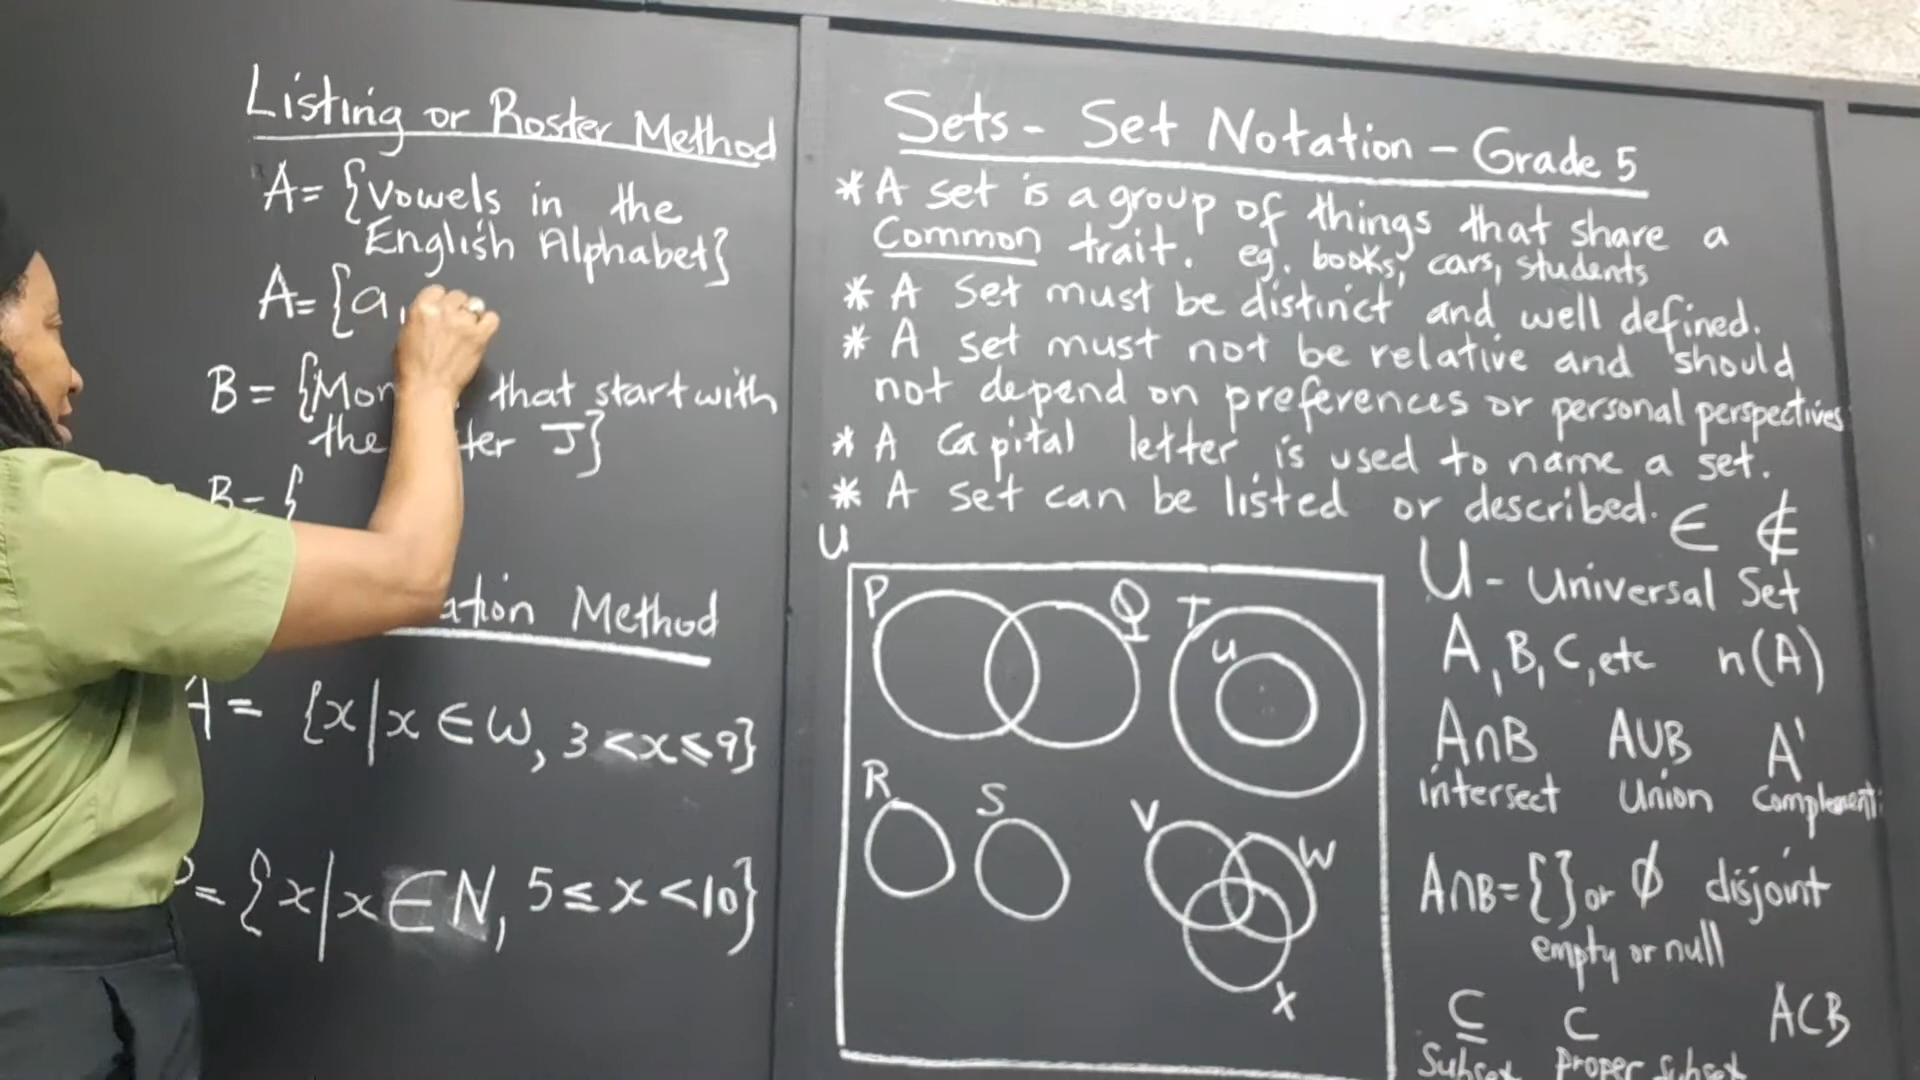 Listing or Roster Method
A = {Vowels in the
English Alphabet}
A = {a,
B = { that start with
the J}
B = {
Method
A = {x|x ∈ W, 3 < x ≤ 9}
= {x|x ∈ N, 5 ≤ x < 10}
Sets - Set Notation - Grade 5
* A set is a group of things that share a
Common trait. eg. books, cars, students
* A set must be distinct and well defined.
* A set must not be relative and should
not depend on preferences or personal perspectives
* A Capital letter is used to name a set.
* A set can be listed or described.
∈ ∉
U
P Q T
U
R S V W
X
U - Universal Set
A, B, C, etc n(A)
A∩B A∪B A'
intersect Union Complement
A∩B = { } or Ø disjoint
empty or null
⊆ ⊂ A⊂B
Subset Proper subset